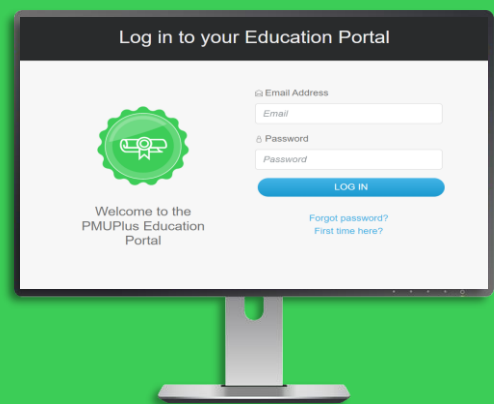 Log in to your Education Portal
Email Address
Email
Password
Password
LOG IN
Forgot password?
First time here?
Welcome to the
PMUPlus Education
Portal